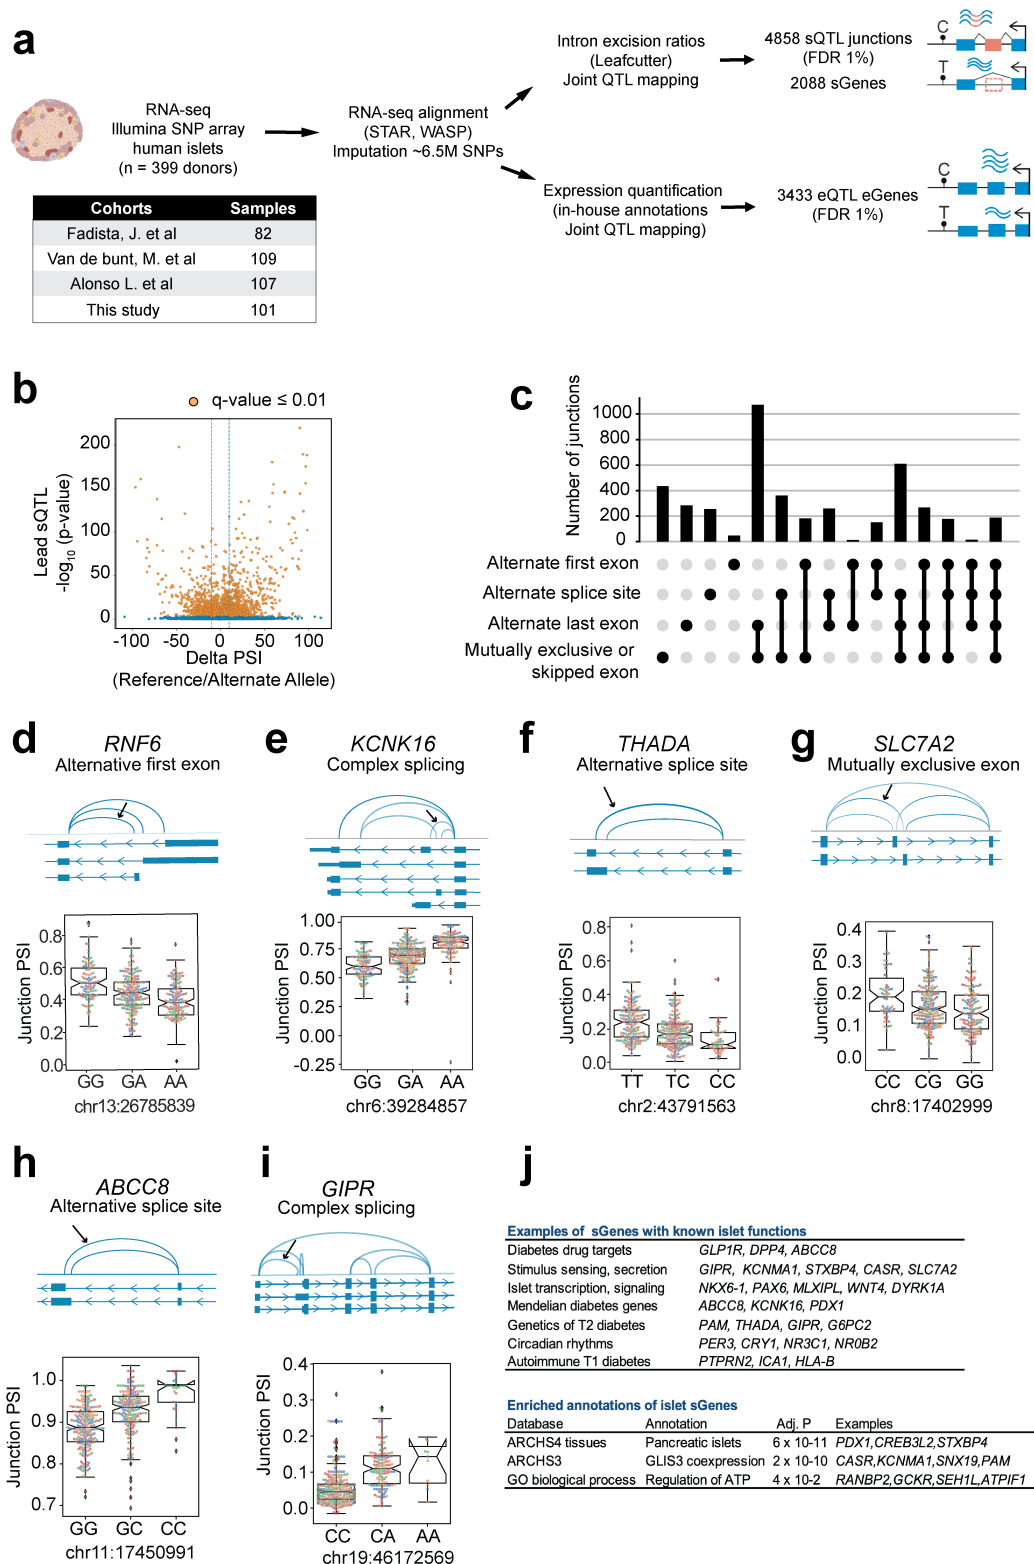 a
RNA-seq
Illumina SNP array
human islets
(n = 399 donors)
RNA-seq alignment
(STAR, WASP)
Imputation ~6.5M SNPs
Intron excision ratios
(Leafcutter)
Joint QTL mapping
4858 sQTL junctions
(FDR 1%)
2088 sGenes
C
T
Expression quantification
(in-house annotations
Joint QTL mapping)
3433 eQTL eGenes
(FDR 1%)
C
T
Cohorts Samples
Fadista, J. et al 82
Van de bunt, M. et al 109
Alonso L. et al 107
This study 101
b
q-value ≤ 0.01
Lead sQTL
-log10 (p-value)
200
150
100
50
0
-100 -50 0 50 100
Delta PSI
(Reference/Alternate Allele)
c
Number of junctions
1000
800
600
400
200
0
Alternate first exon
Alternate splice site
Alternate last exon
Mutually exclusive or
skipped exon
d
RNF6
Alternative first exon
Junction PSI
0.8
0.6
0.4
0.2
0.0
GG GA AA
chr13:26785839
e
KCNK16
Complex splicing
Junction PSI
1.00
0.75
0.50
0.25
0.00
-0.25
GG GA AA
chr6:39284857
f
THADA
Alternative splice site
Junction PSI
0.8
0.6
0.4
0.2
0.0
TT TC CC
chr2:43791563
g
SLC7A2
Mutually exclusive exon
Junction PSI
0.4
0.3
0.2
0.1
0.0
CC CG GG
chr8:17402999
h
ABCC8
Alternative splice site
Junction PSI
1.0
0.9
0.8
0.7
GG GC CC
chr11:17450991
i
GIPR
Complex splicing
Junction PSI
0.4
0.3
0.2
0.1
0.0
CC CA AA
chr19:46172569
j
Examples of sGenes with known islet functions
Diabetes drug targets GLP1R, DPP4, ABCC8
Stimulus sensing, secretion GIPR, KCNMA1, STXBP4, CASR, SLC7A2
Islet transcription, signaling NKX6-1, PAX6, MLXIPL, WNT4, DYRK1A
Mendelian diabetes genes ABCC8, KCNK16, PDX1
Genetics of T2 diabetes PAM, THADA, GIPR, G6PC2
Circadian rhythms PER3, CRY1, NR3C1, NR0B2
Autoimmune T1 diabetes PTPRN2, ICA1, HLA-B
Enriched annotations of islet sGenes
Database Annotation Adj. P Examples
ARCHS4 tissues Pancreatic islets 6 x 10-11 PDX1,CREB3L2,STXBP4
ARCHS3 GLIS3 coexpression 2 x 10-10 CASR,KCNMA1,SNX19,PAM
GO biological process Regulation of ATP 4 x 10-2 RANBP2,GCKR,SEH1L,ATPIF1